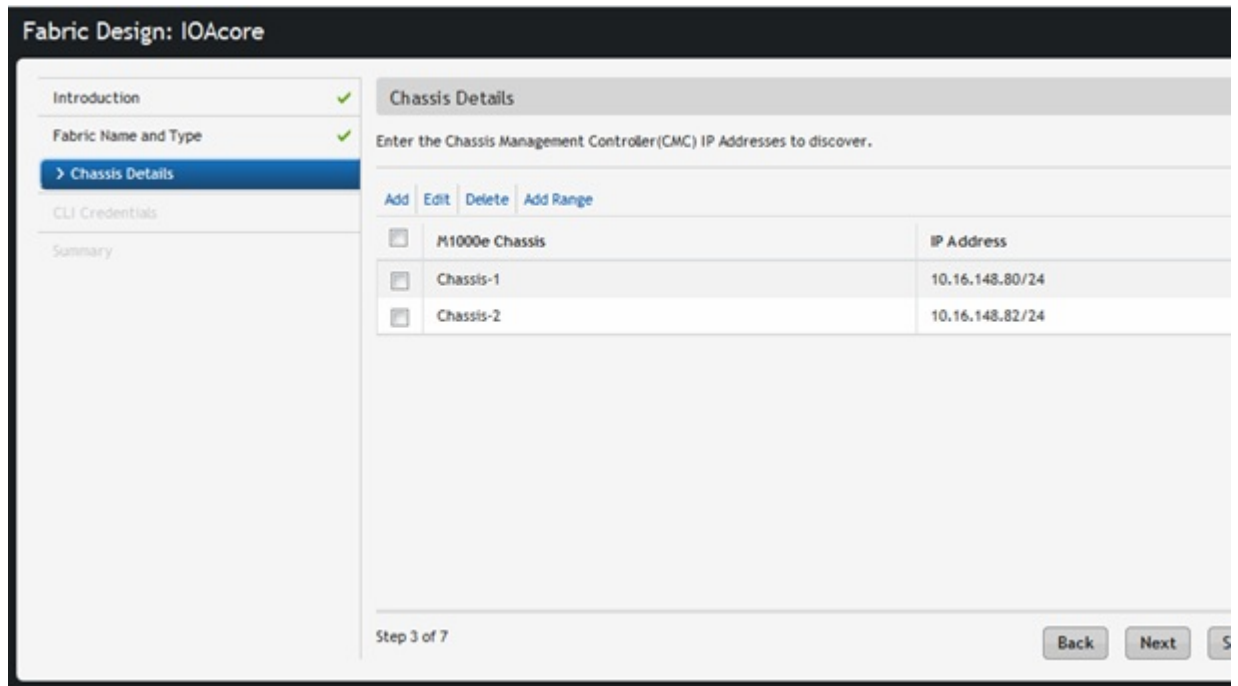 Fabric Design: IOAcore
Introduction
Fabric Name and Type
> Chassis Details
CLI Credentials
Summary
Chassis Details
Enter the Chassis Management Controller(CMC) IP Addresses to discover.
Add Edit Delete Add Range
M1000e Chassis IP Address
Chassis-1 10.16.148.80/24
Chassis-2 10.16.148.82/24
Step 3 of 7
Back Next S